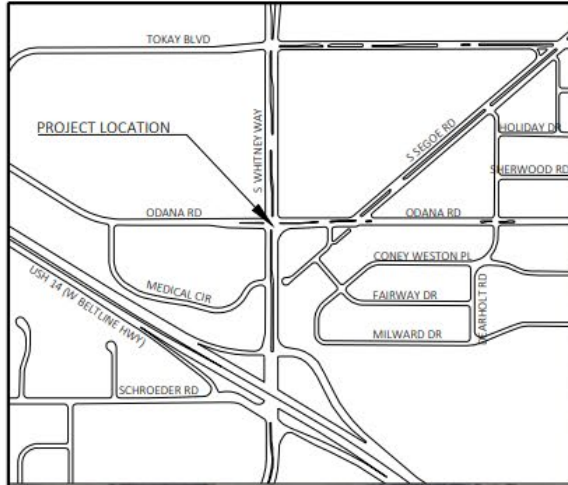 TOKAY BLVD
PROJECT LOCATION
S WHITNEY WAY
S SEGOE RD
HOLIDAY DR
SHERWOOD RD
ODANA RD
ODANA RD
CONEY WESTON PL
MEDICAL CIR
USH 14 (W BELTLINE HWY)
FAIRWAY DR
BEARHOLT RD
MILWARD DR
SCHROEDER RD